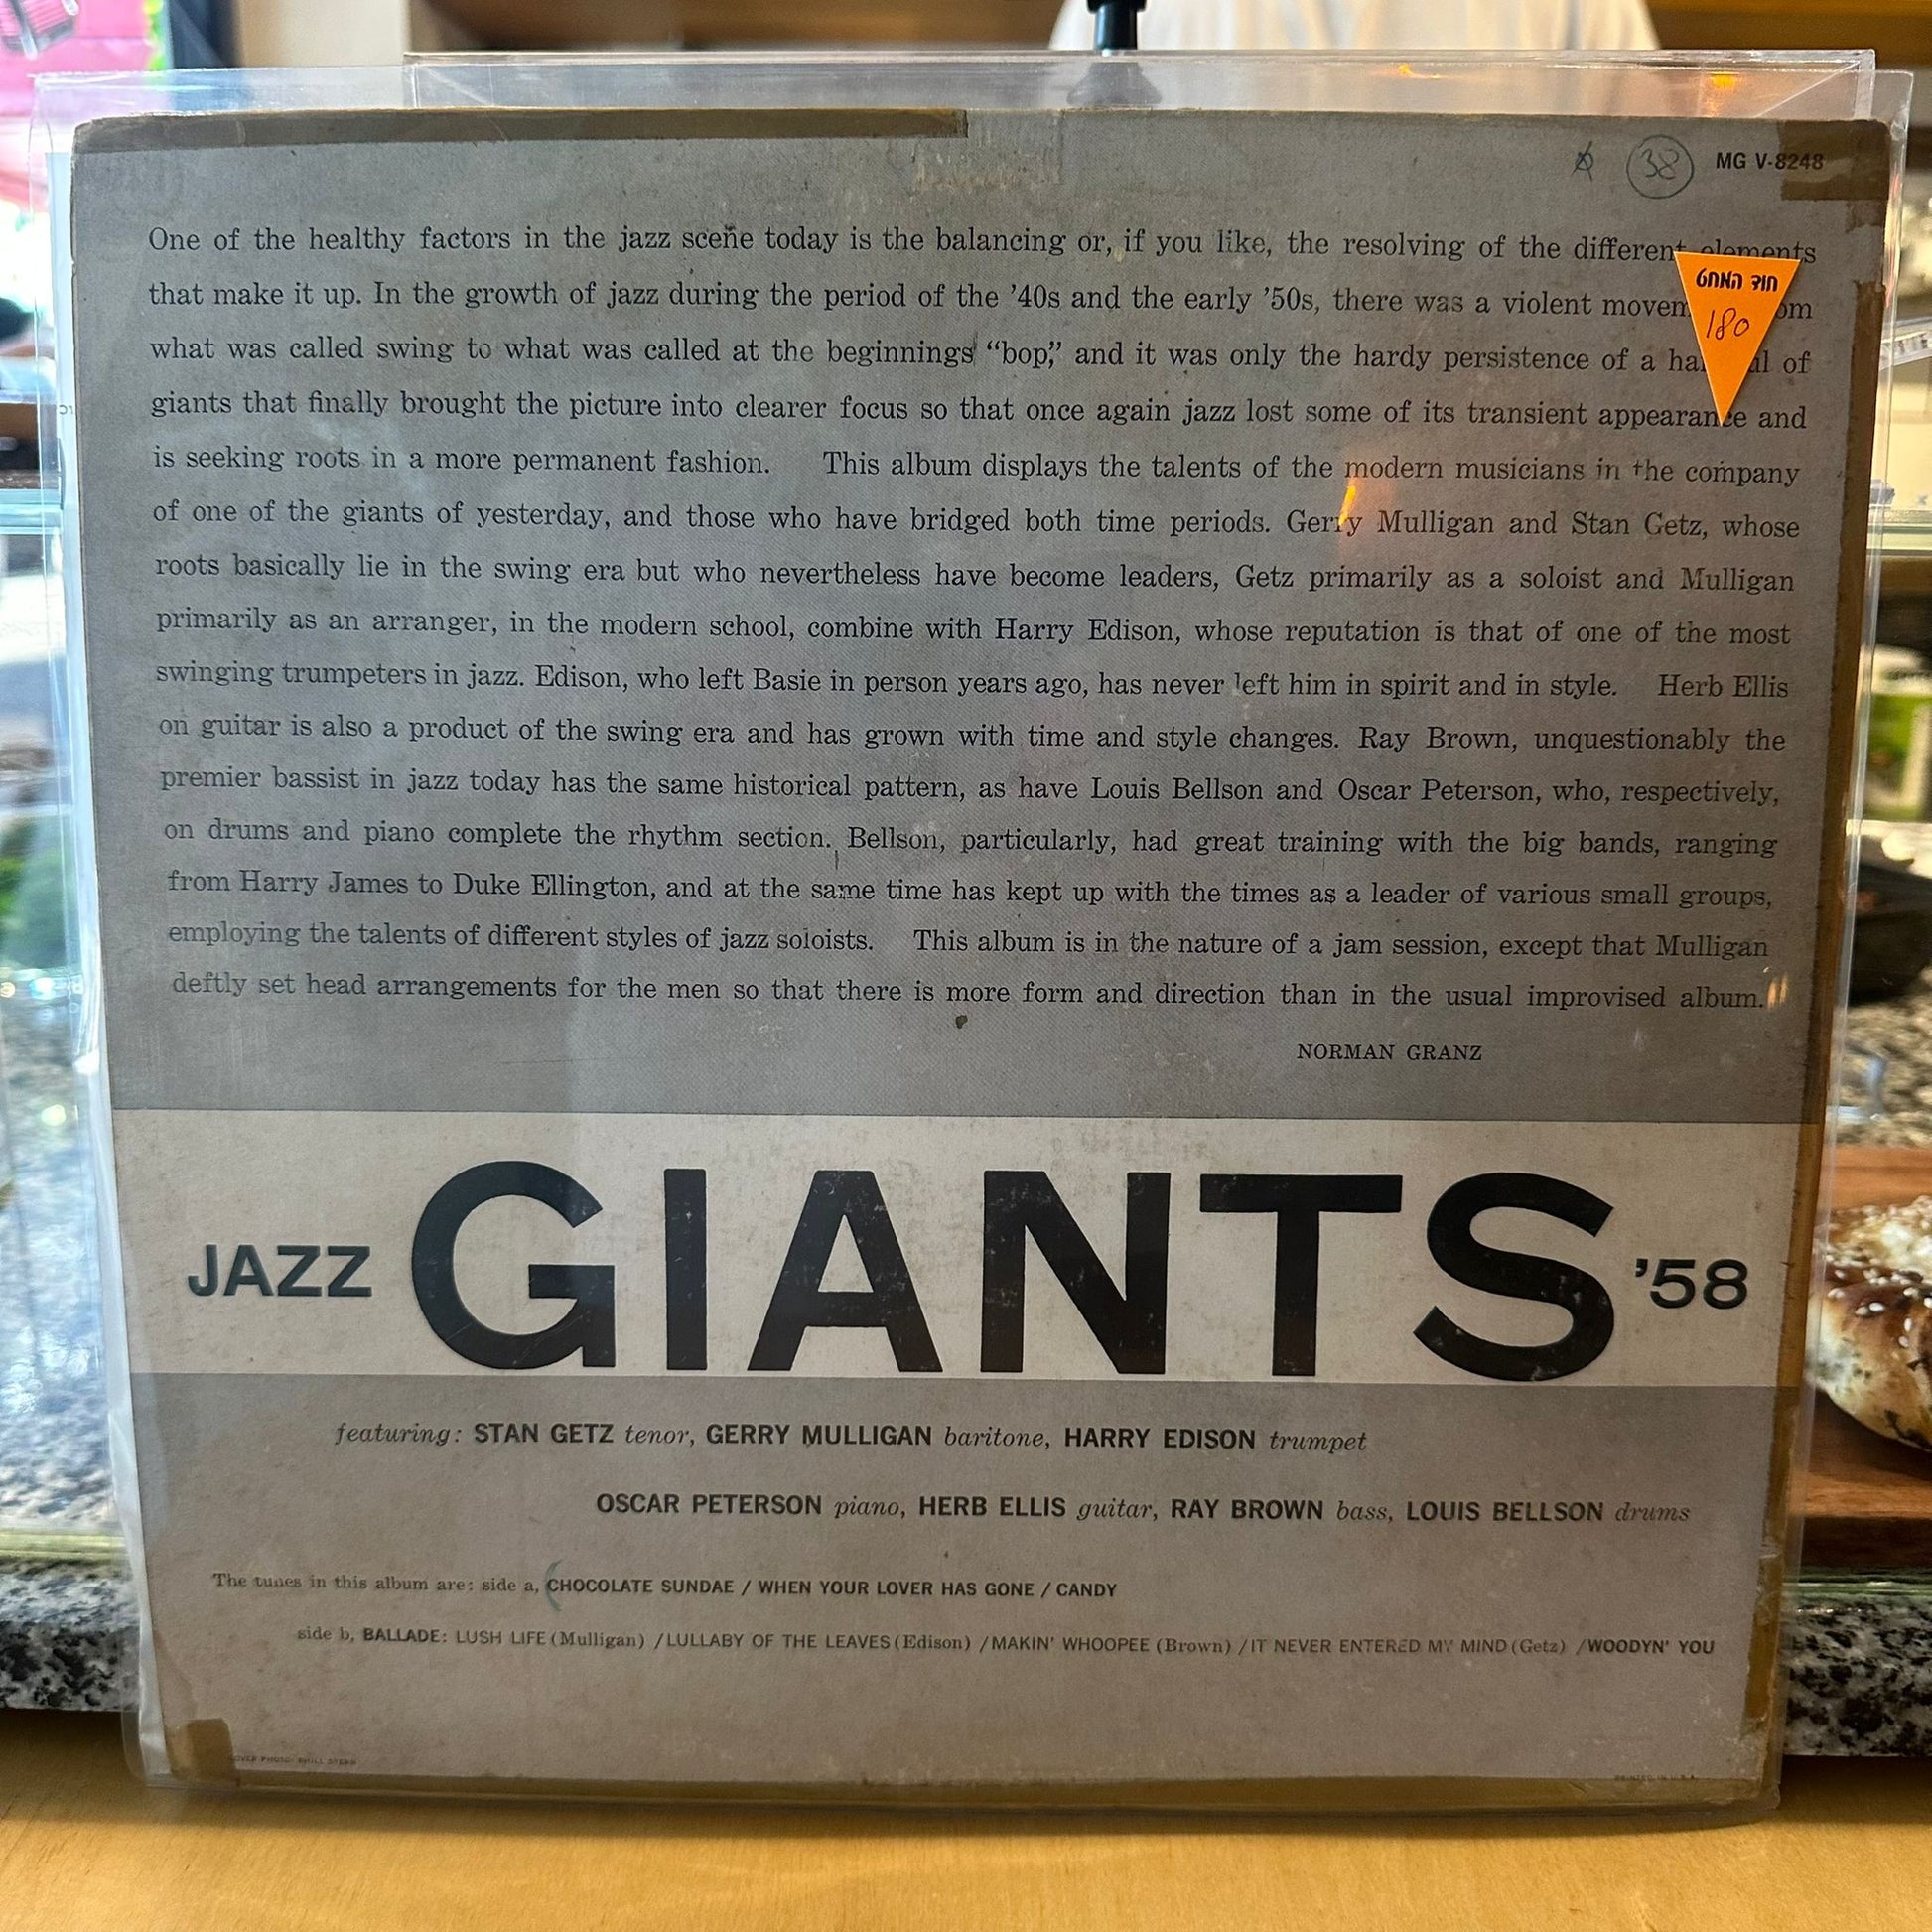 38 MG V-8248
One of the healthy factors in the jazz scene today is the balancing or, if you like, the resolving of the different elements
חוד המחט
180
that make it up. In the growth of jazz during the period of the ’40s and the early ’50s, there was a violent
what was called swing to what was called at the beginnings “bop,” and it was only the hardy persistence of a of
giants that finally brought the picture into clearer focus so that once again jazz lost some of its transient appearance and
is seeking roots in a more permanent fashion. This album displays the talents of the modern musicians in the company
of one of the giants of yesterday, and those who have bridged both time periods. Gerry Mulligan and Stan Getz, whose
roots basically lie in the swing era but who nevertheless have become leaders, Getz primarily as a soloist and Mulligan
primarily as an arranger, in the modern school, combine with Harry Edison, whose reputation is that of one of the most
swinging trumpeters in jazz. Edison, who left Basie in person years ago, has never left him in spirit and in style. Herb Ellis
on guitar is also a product of the swing era and has grown with time and style changes. Ray Brown, unquestionably the
premier bassist in jazz today has the same historical pattern, as have Louis Bellson and Oscar Peterson, who, respectively,
on drums and piano complete the rhythm section. Bellson, particularly, had great training with the big bands, ranging
from Harry James to Duke Ellington, and at the same time has kept up with the times as a leader of various small groups,
employing the talents of different styles of jazz soloists. This album is in the nature of a jam session, except that Mulligan
deftly set head arrangements for the men so that there is more form and direction than in the usual improvised album.
NORMAN GRANZ
JAZZ GIANTS ’58
featuring: STAN GETZ tenor, GERRY MULLIGAN baritone, HARRY EDISON trumpet
OSCAR PETERSON piano, HERB ELLIS guitar, RAY BROWN bass, LOUIS BELLSON drums
The tunes in this album are: side a, CHOCOLATE SUNDAE / WHEN YOUR LOVER HAS GONE / CANDY
side b, BALLADE: LUSH LIFE (Mulligan) / LULLABY OF THE LEAVES (Edison) / MAKIN’ WHOOPEE (Brown) / IT NEVER ENTERED MY MIND (Getz) / WOODYN’ YOU
PRINTED IN U.S.A.